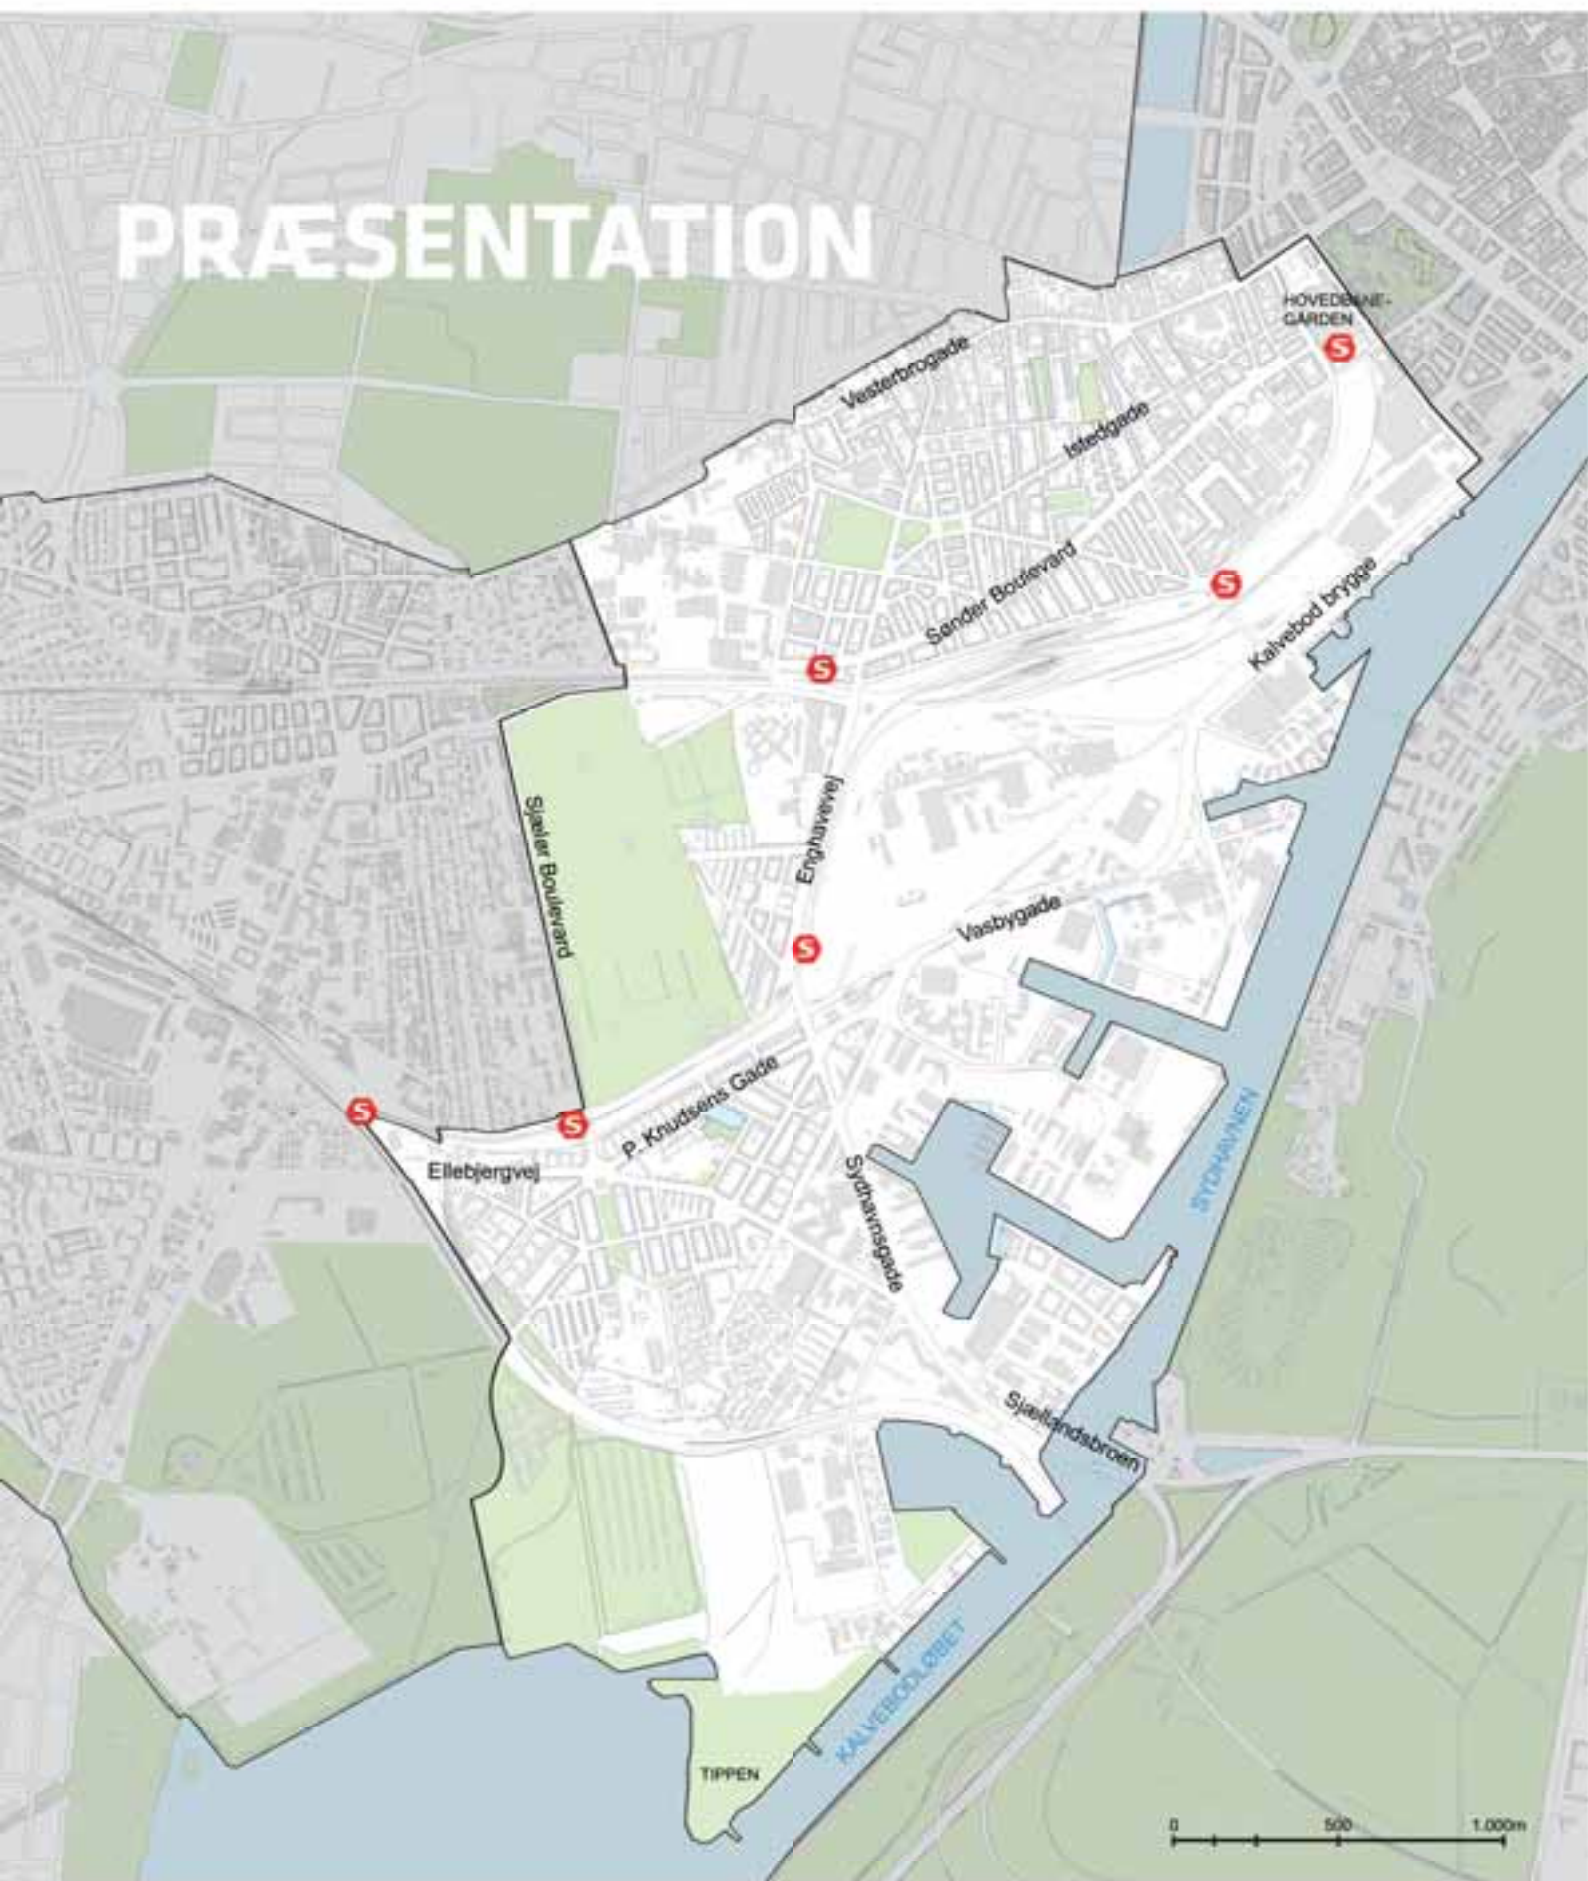 PRÆSENTATION
HOVEDBANE-
GÅRDEN
S
Vesterbrogade
Istedgade
Sønder Boulevard
S
Kalvebod brygge
S
Enghavevej
Sjælør Boulevard
Vasbygade
S
P. Knudsens Gade
S
S
Ellebjergvej
Sydhavnsgade
SYDHAVNEN
Sjællandsbroen
KALVEBODLØBET
TIPPEN
0 500 1.000m